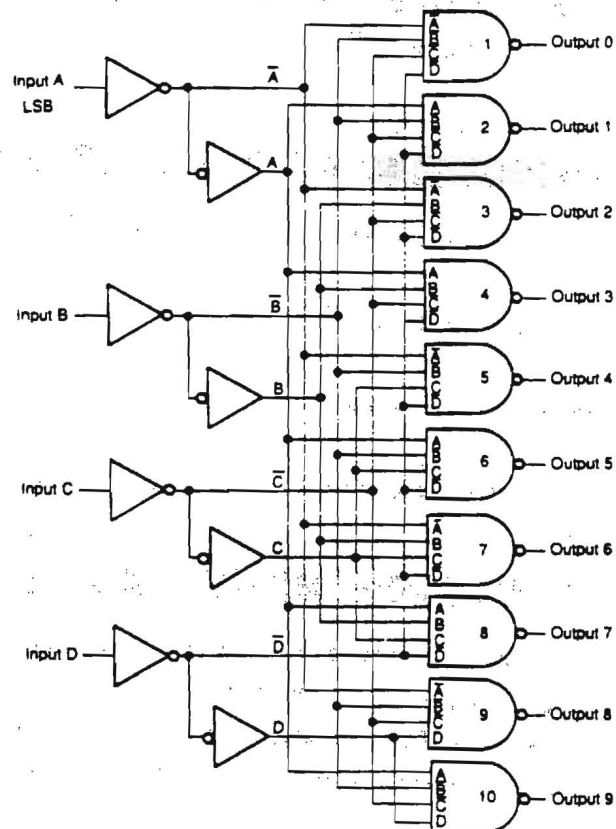 Input A
LSB
A̅
A
Input B
B̅
B
Input C
C̅
C
Input D
D̅
D
A̅
B̅
C̅
D̅
1
Output 0
A
B̅
C̅
D̅
2
Output 1
A̅
B
C̅
D̅
3
Output 2
A
B
C̅
D̅
4
Output 3
A̅
B̅
C
D̅
5
Output 4
A
B̅
C
D̅
6
Output 5
A̅
B
C
D̅
7
Output 6
A
B
C
D̅
8
Output 7
A̅
B̅
C̅
D
9
Output 8
A
B̅
C̅
D
10
Output 9